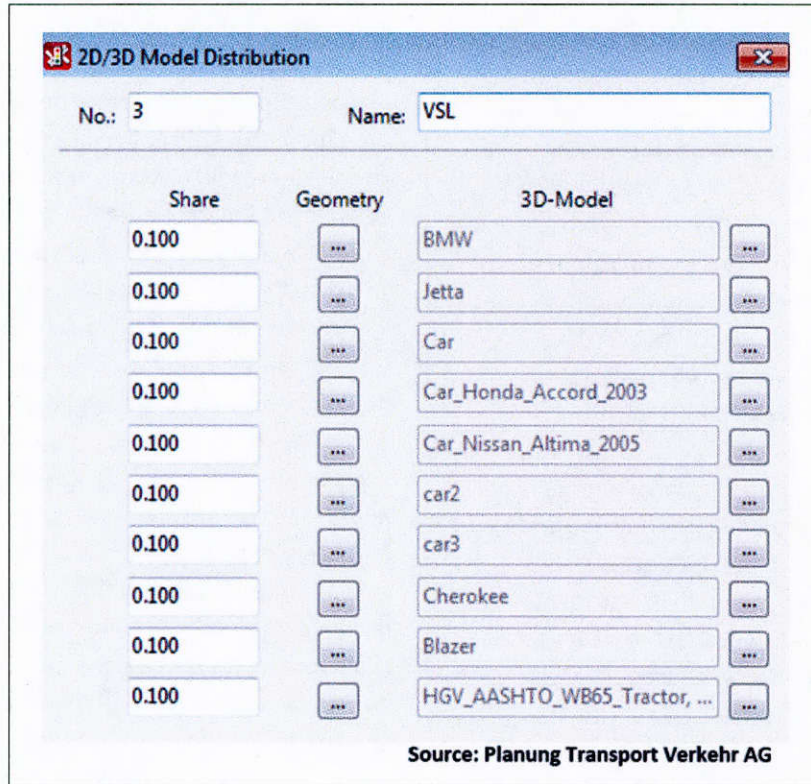 2D/3D Model Distribution
No.: 3 Name: VSL
Share Geometry 3D-Model
0.100 ... BMW ...
0.100 ... Jetta ...
0.100 ... Car ...
0.100 ... Car_Honda_Accord_2003 ...
0.100 ... Car_Nissan_Altima_2005 ...
0.100 ... car2 ...
0.100 ... car3 ...
0.100 ... Cherokee ...
0.100 ... Blazer ...
0.100 ... HGV_AASHTO_WB65_Tractor, ... ...
Source: Planung Transport Verkehr AG